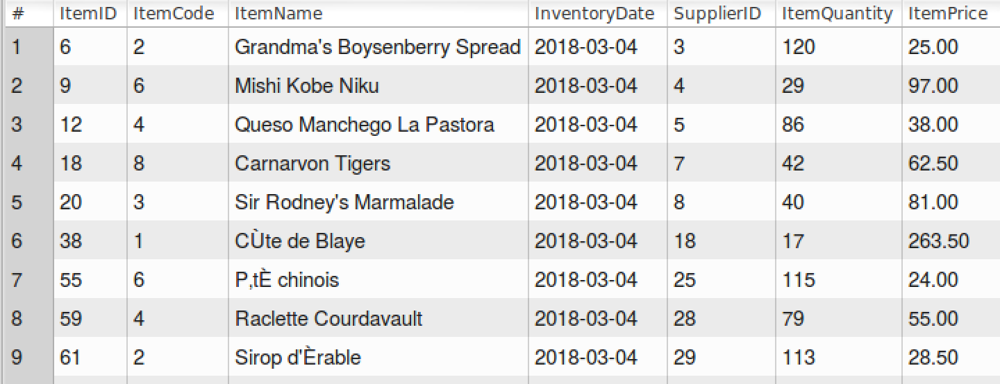 # ItemID ItemCode ItemName InventoryDate SupplierID ItemQuantity ItemPrice
1 6 2 Grandma's Boysenberry Spread 2018-03-04 3 120 25.00
2 9 6 Mishi Kobe Niku 2018-03-04 4 29 97.00
3 12 4 Queso Manchego La Pastora 2018-03-04 5 86 38.00
4 18 8 Carnarvon Tigers 2018-03-04 7 42 62.50
5 20 3 Sir Rodney's Marmalade 2018-03-04 8 40 81.00
6 38 1 CÙte de Blaye 2018-03-04 18 17 263.50
7 55 6 P‚tÈ chinois 2018-03-04 25 115 24.00
8 59 4 Raclette Courdavault 2018-03-04 28 79 55.00
9 61 2 Sirop d'Èrable 2018-03-04 29 113 28.50